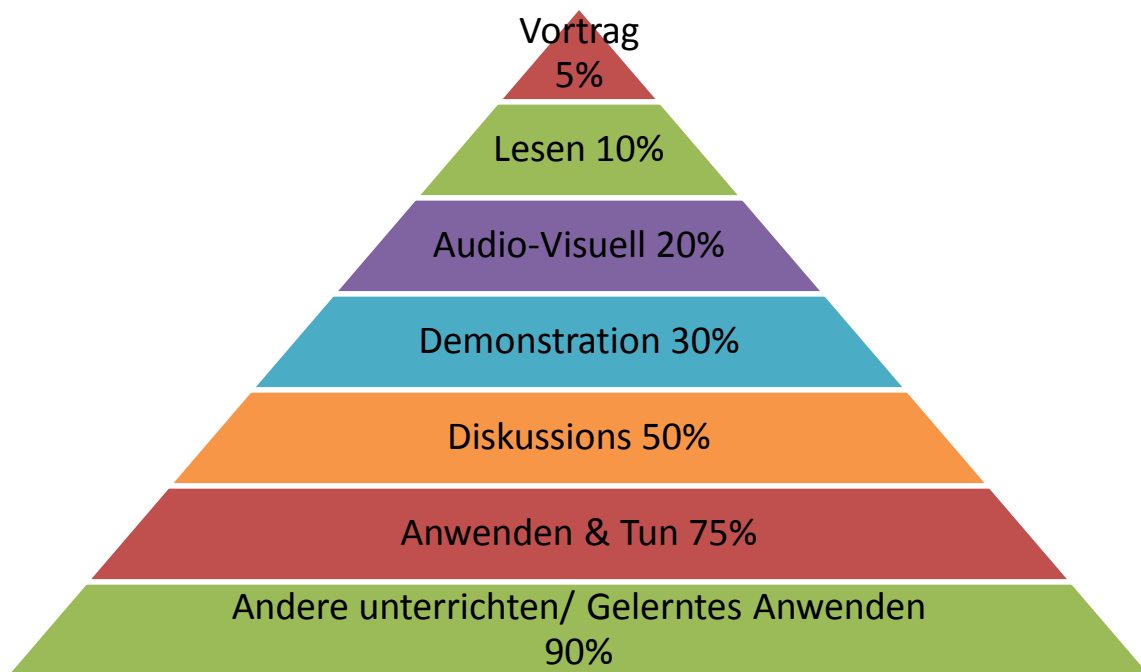 Vortrag
5%
Lesen 10%
Audio-Visuell 20%
Demonstration 30%
Diskussions 50%
Anwenden & Tun 75%
Andere unterrichten/ Gelerntes Anwenden
90%